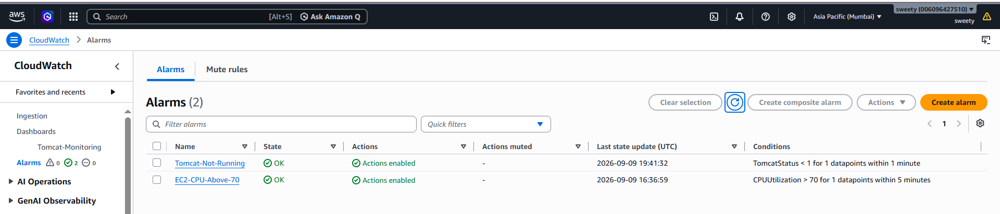 aws
Search [Alt+S] Ask Amazon Q
Asia Pacific (Mumbai)
sweety (006096427510)
sweety
CloudWatch Alarms
CloudWatch
Favorites and recents
Ingestion
Dashboards
Tomcat-Monitoring
Alarms 0 2 0
AI Operations
GenAI Observability
Alarms Mute rules
Alarms (2)
Clear selection Create composite alarm Actions Create alarm
Filter alarms Quick filters 1
Name State Actions Actions muted Last state update (UTC) Conditions
Tomcat-Not-Running OK Actions enabled - 2026-09-09 19:41:32 TomcatStatus < 1 for 1 datapoints within 1 minute
EC2-CPU-Above-70 OK Actions enabled - 2026-09-09 16:36:59 CPUUtilization > 70 for 1 datapoints within 5 minutes